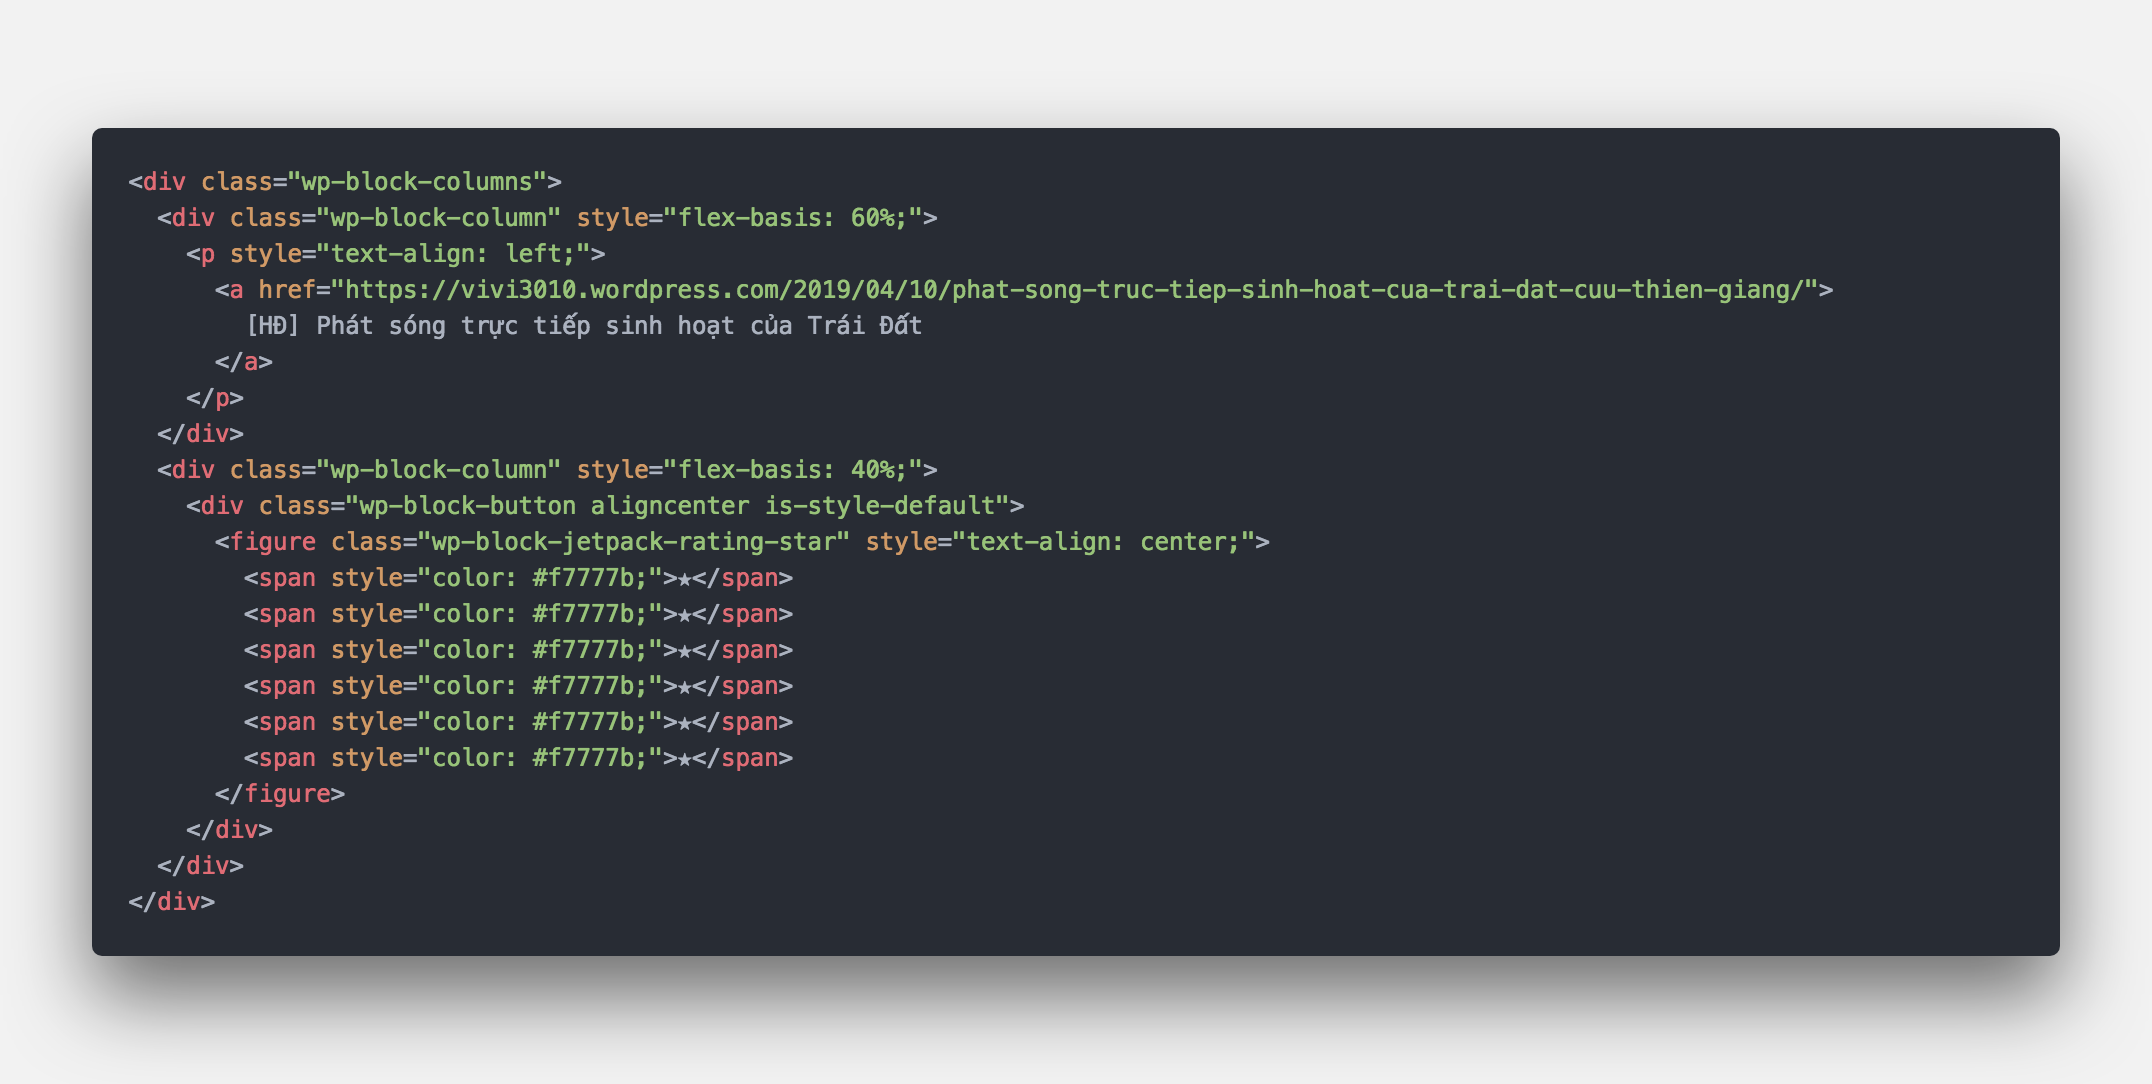 <div class="wp-block-columns">
  <div class="wp-block-column" style="flex-basis: 60%;">
    <p style="text-align: left;">
      <a href="https://vivi3010.wordpress.com/2019/04/10/phat-song-truc-tiep-sinh-hoat-cua-trai-dat-cuu-thien-giang/">
        [HĐ] Phát sóng trực tiếp sinh hoạt của Trái Đất
      </a>
    </p>
  </div>
  <div class="wp-block-column" style="flex-basis: 40%;">
    <div class="wp-block-button aligncenter is-style-default">
      <figure class="wp-block-jetpack-rating-star" style="text-align: center;">
        <span style="color: #f7777b;">★</span>
        <span style="color: #f7777b;">★</span>
        <span style="color: #f7777b;">★</span>
        <span style="color: #f7777b;">★</span>
        <span style="color: #f7777b;">★</span>
        <span style="color: #f7777b;">★</span>
      </figure>
    </div>
  </div>
</div>